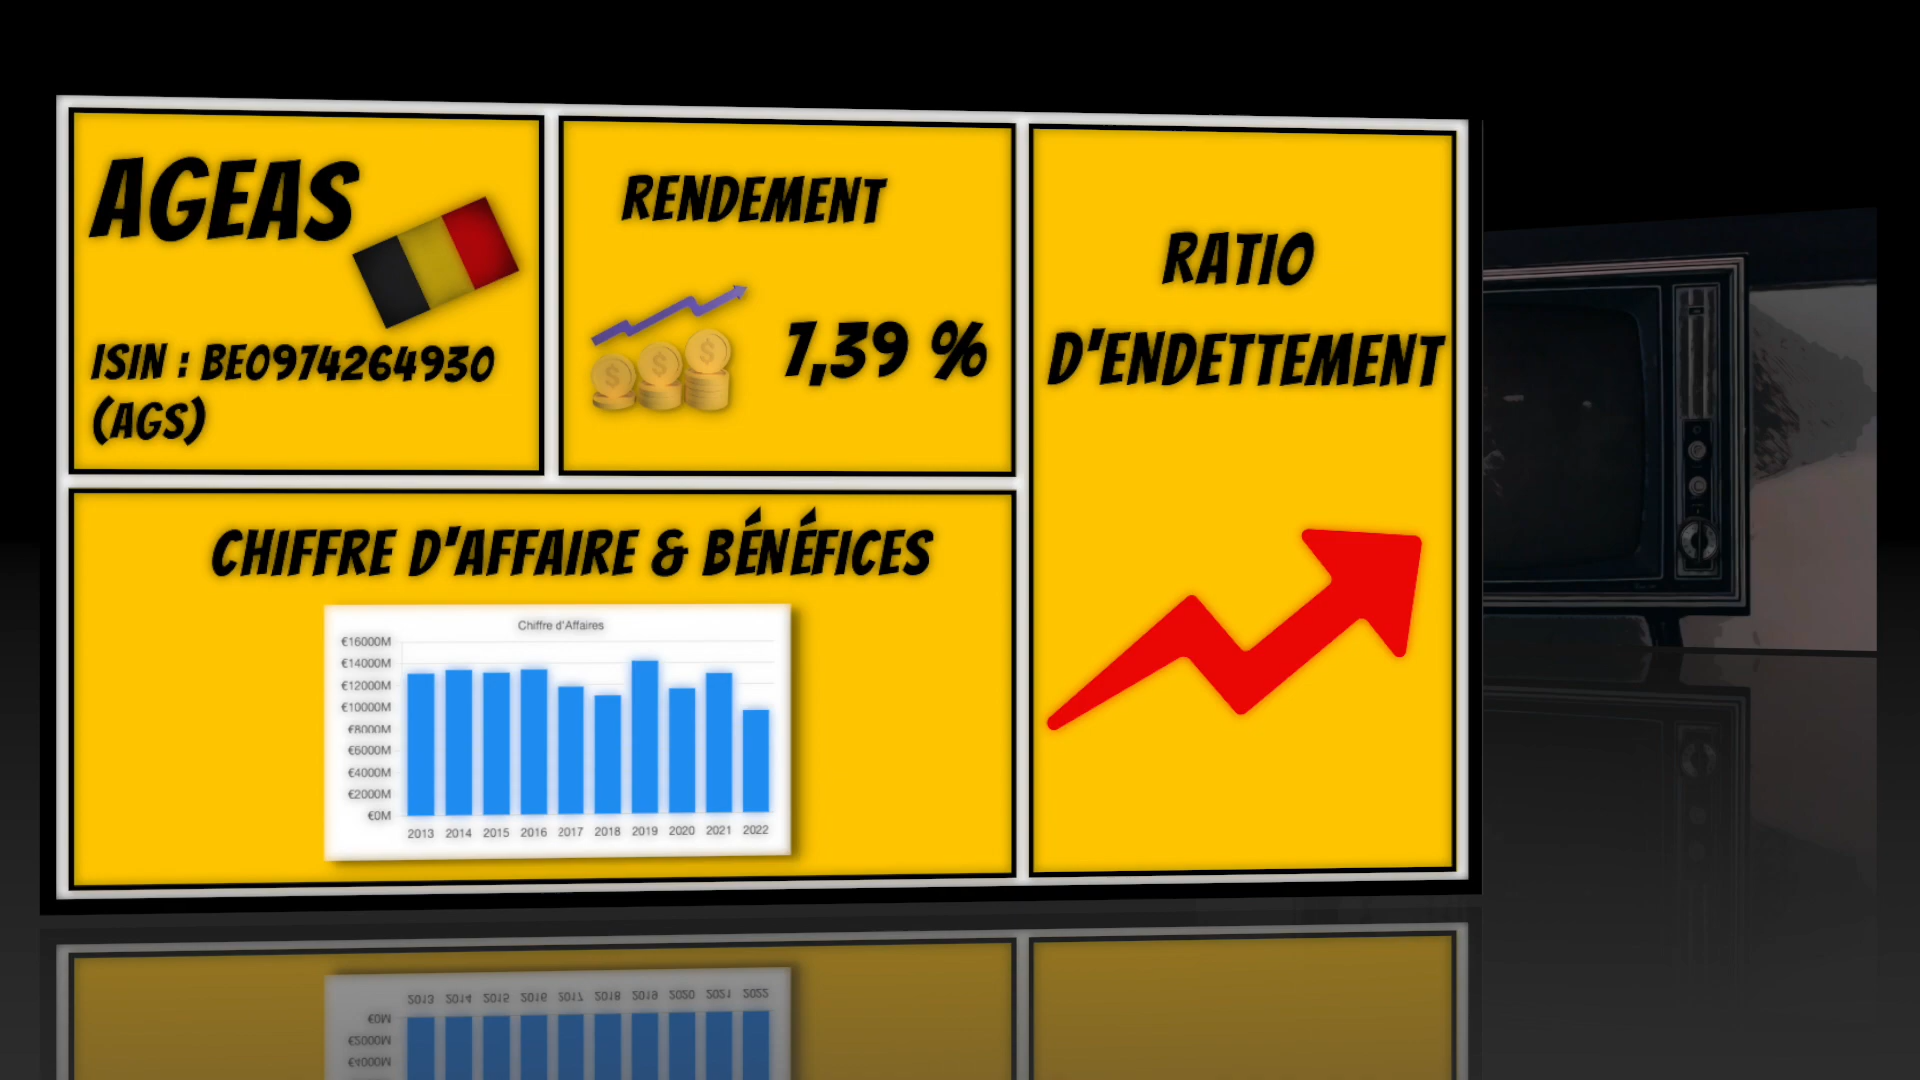 AGEAS
ISIN : BE0974264930
(AGS)
RENDEMENT
7,39 %
RATIO
D'ENDETTEMENT
CHIFFRE D'AFFAIRE & BÉNÉFICES
Chiffre d'Affaires
€16000M
€14000M
€12000M
€10000M
€8000M
€6000M
€4000M
€2000M
€0M
2013 2014 2015 2016 2017 2018 2019 2020 2021 2022